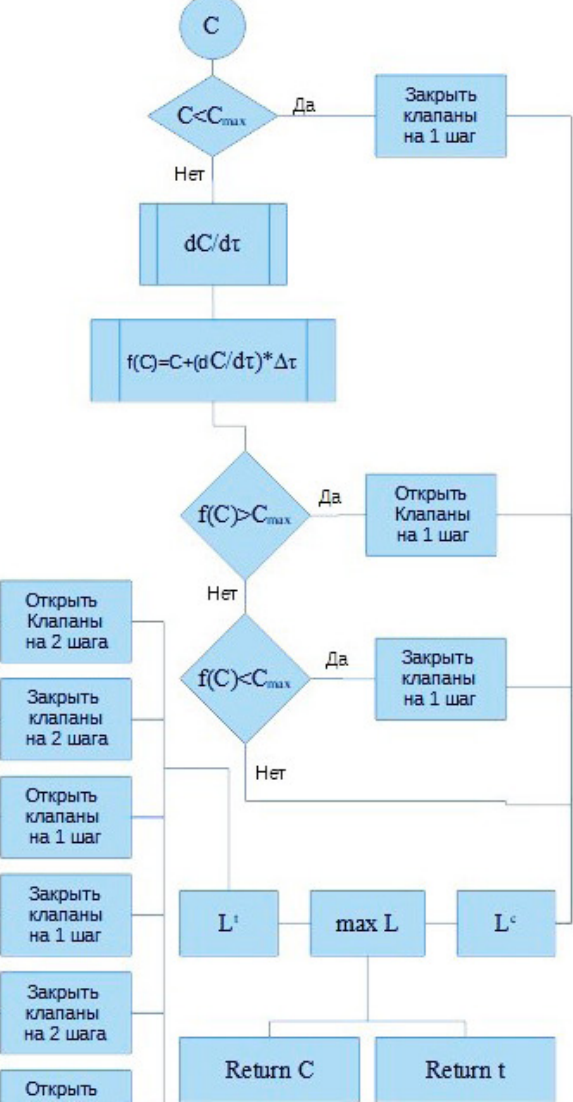 C
C<Cmax
Да
Закрыть
клапаны
на 1 шаг
Нет
dC/dτ
f(C)=C+(dC/dτ)*Δτ
f(C)>Cmax
Да
Открыть
Клапаны
на 1 шаг
Нет
f(C)<Cmax
Да
Закрыть
клапаны
на 1 шаг
Нет
Открыть
Клапаны
на 2 шага
Закрыть
клапаны
на 2 шага
Открыть
клапаны
на 1 шаг
Закрыть
клапаны
на 1 шаг
Закрыть
клапаны
на 2 шага
Открыть
Lᵗ
max L
Lᶜ
Return C
Return t